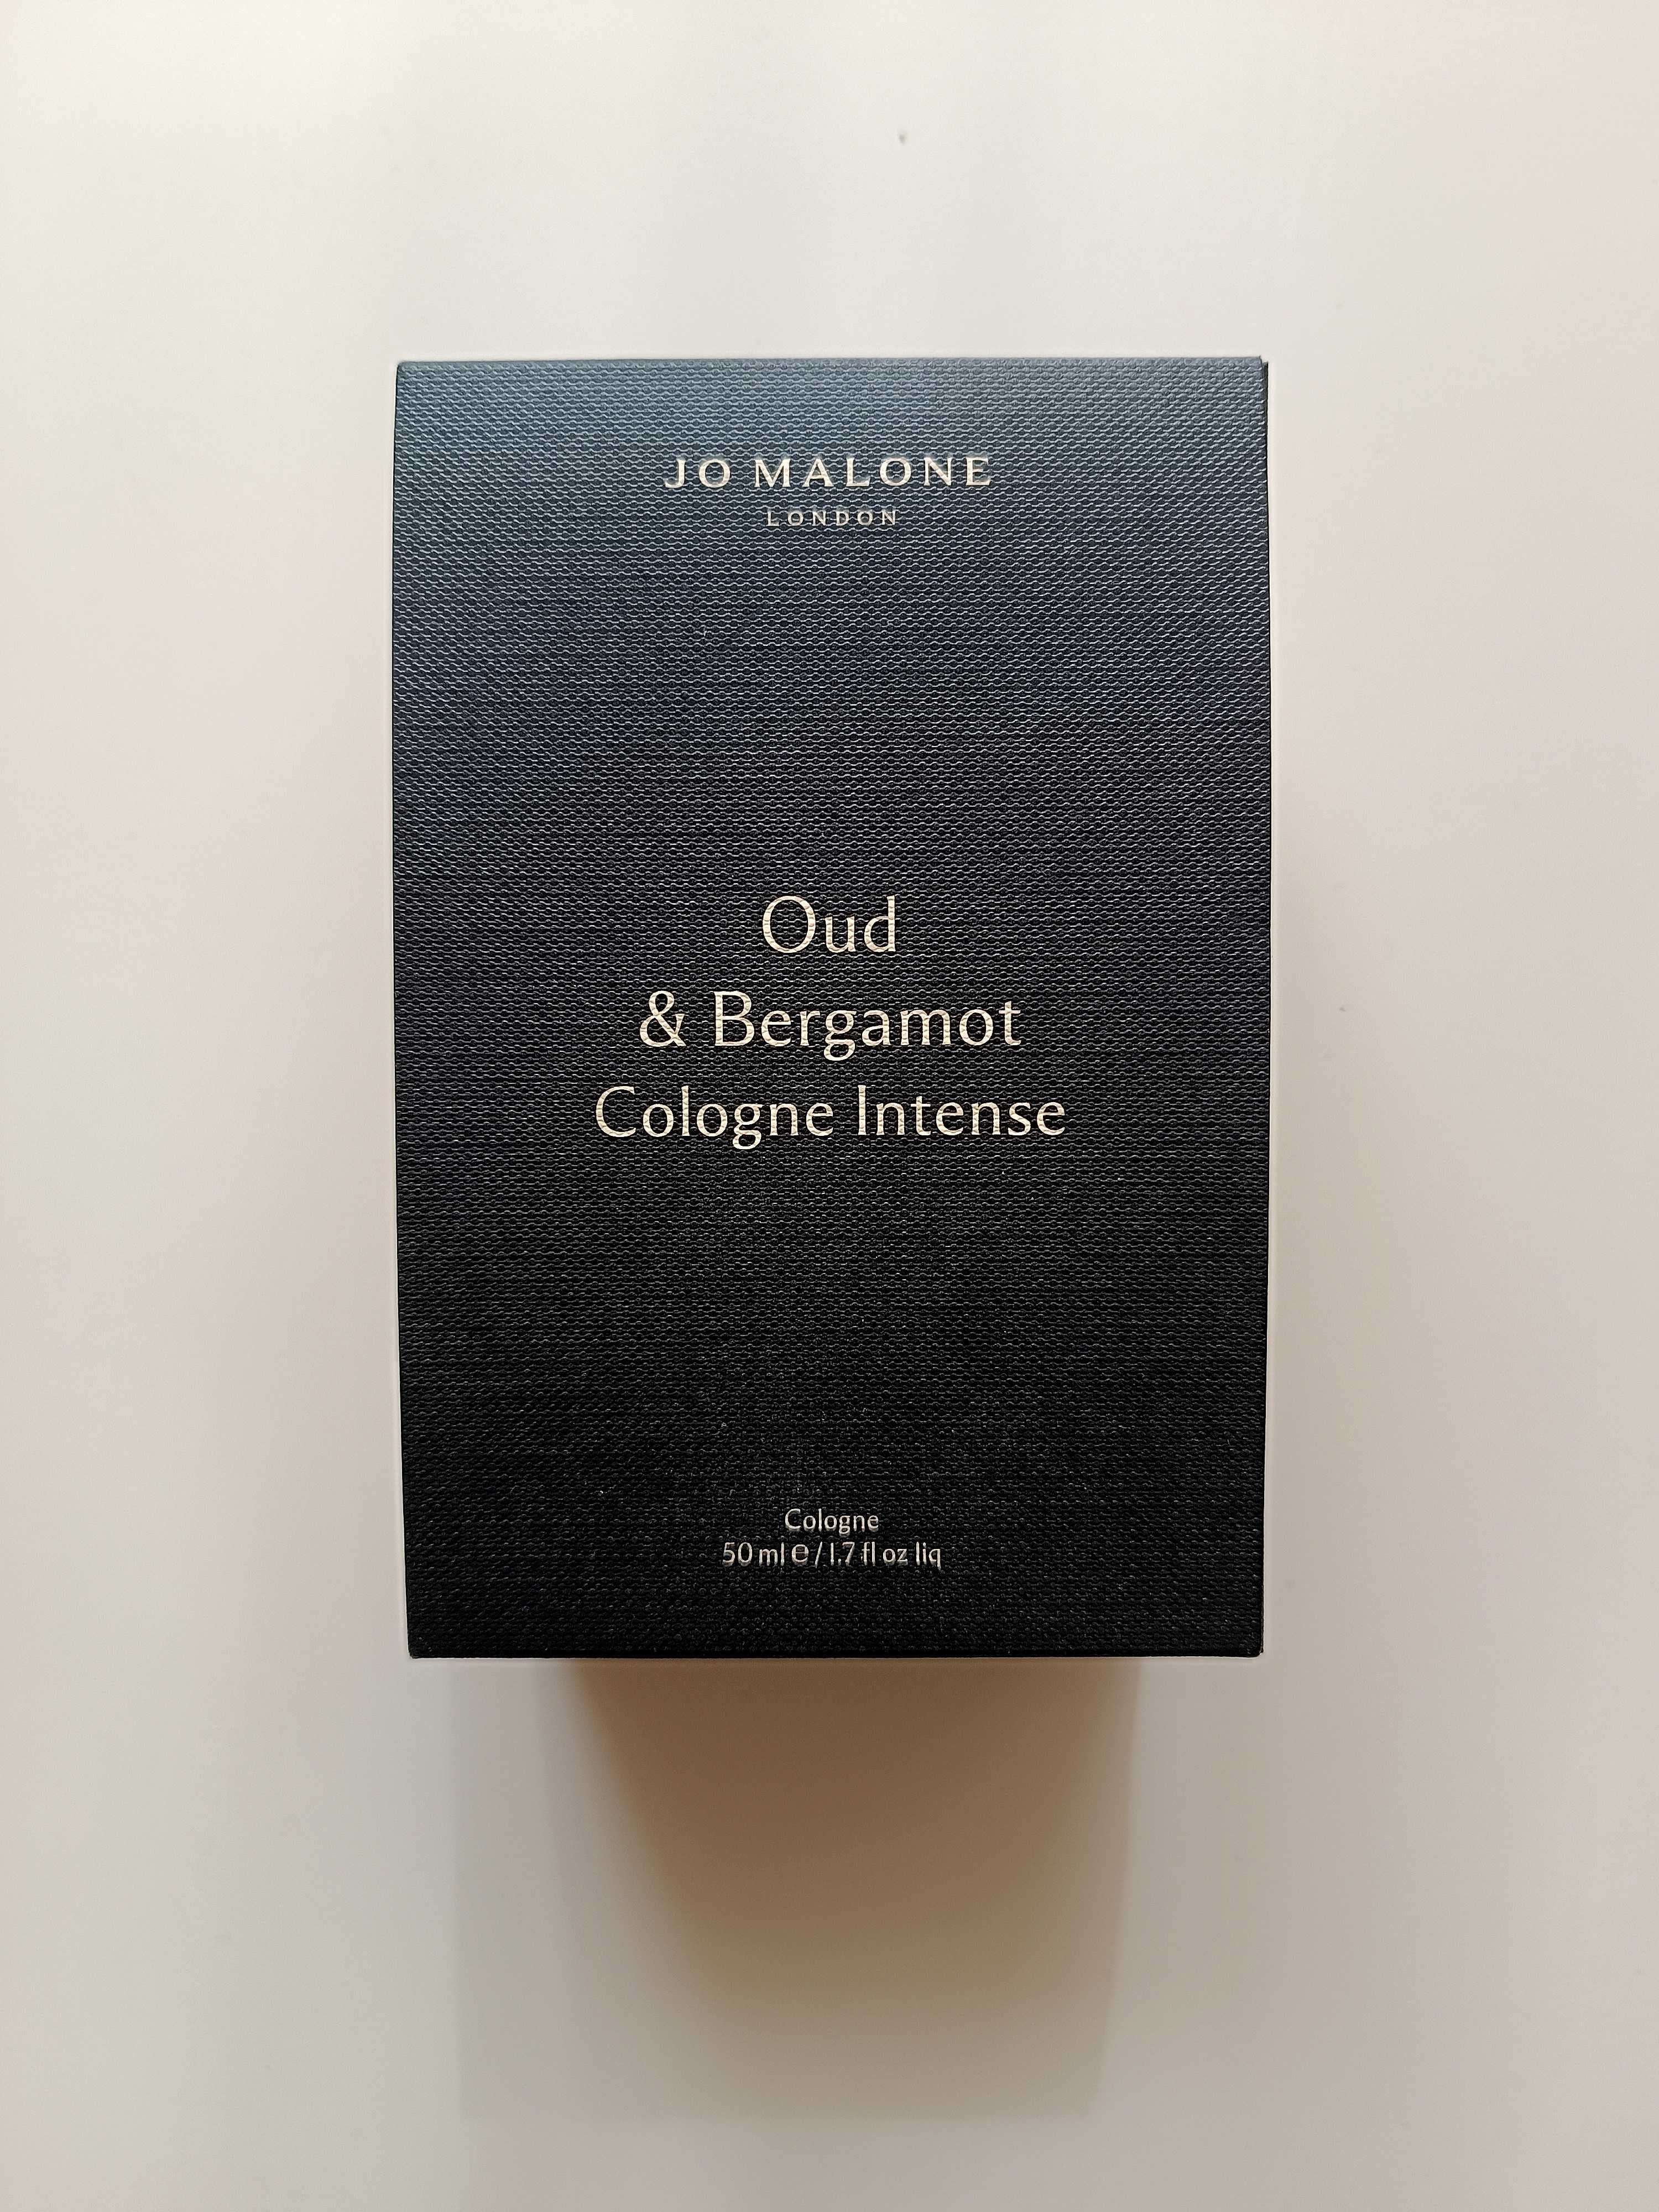 JO MALONE
LONDON
Oud
& Bergamot
Cologne Intense
Cologne
50 ml ℮ / 1.7 fl oz liq